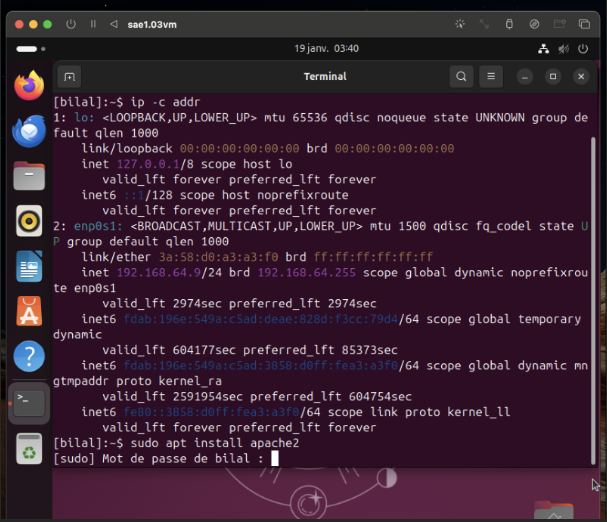 sae1.03vm
19 janv. 03:40
Terminal
[bilal]:~$ ip -c addr
1: lo: <LOOPBACK,UP,LOWER_UP> mtu 65536 qdisc noqueue state UNKNOWN group de
fault qlen 1000
link/loopback 00:00:00:00:00:00 brd 00:00:00:00:00:00
inet 127.0.0.1/8 scope host lo
valid_lft forever preferred_lft forever
inet6 ::1/128 scope host noprefixroute
valid_lft forever preferred_lft forever
2: enp0s1: <BROADCAST,MULTICAST,UP,LOWER_UP> mtu 1500 qdisc fq_codel state U
P group default qlen 1000
link/ether 3a:58:d0:a3:a3:f0 brd ff:ff:ff:ff:ff:ff
inet 192.168.64.9/24 brd 192.168.64.255 scope global dynamic noprefixrou
te enp0s1
valid_lft 2974sec preferred_lft 2974sec
inet6 fdab:196e:549a:c5ad:deae:828d:f3cc:79d4/64 scope global temporary
dynamic
valid_lft 604177sec preferred_lft 85373sec
inet6 fdab:196e:549a:c5ad:3858:d0ff:fea3:a3f0/64 scope global dynamic mn
gtmpaddr proto kernel_ra
valid_lft 2591954sec preferred_lft 604754sec
inet6 fe80::3858:d0ff:fea3:a3f0/64 scope link proto kernel_ll
valid_lft forever preferred_lft forever
[bilal]:~$ sudo apt install apache2
[sudo] Mot de passe de bilal :